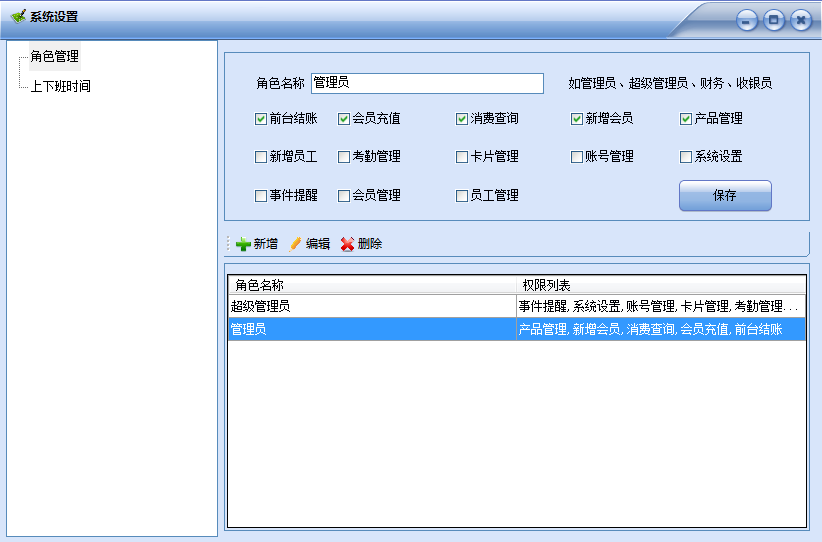 系统设置
角色管理
上下班时间
角色名称 管理员 如管理员、超级管理员、财务、收银员
前台结账 会员充值 消费查询 新增会员 产品管理
新增员工 考勤管理 卡片管理 账号管理 系统设置
事件提醒 会员管理 员工管理 保存
新增 编辑 删除
角色名称 权限列表
超级管理员 事件提醒,系统设置,账号管理,卡片管理,考勤管理...
管理员 产品管理,新增会员,消费查询,会员充值,前台结账